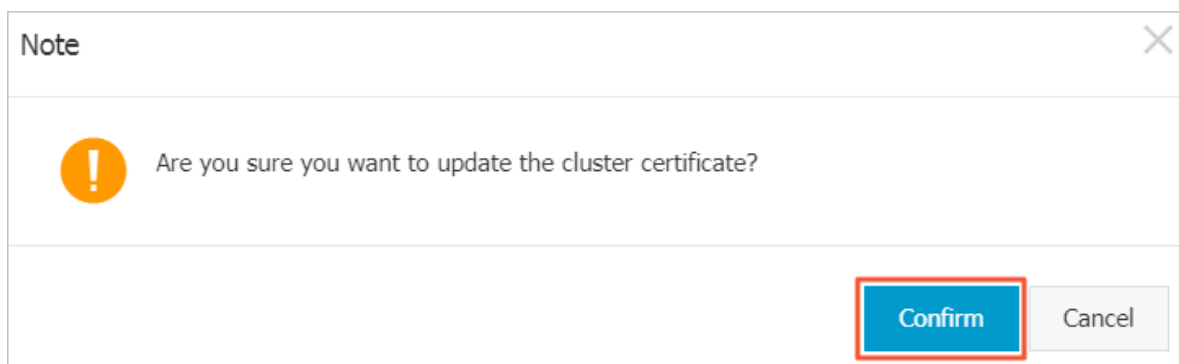 Note
Are you sure you want to update the cluster certificate?
Confirm Cancel